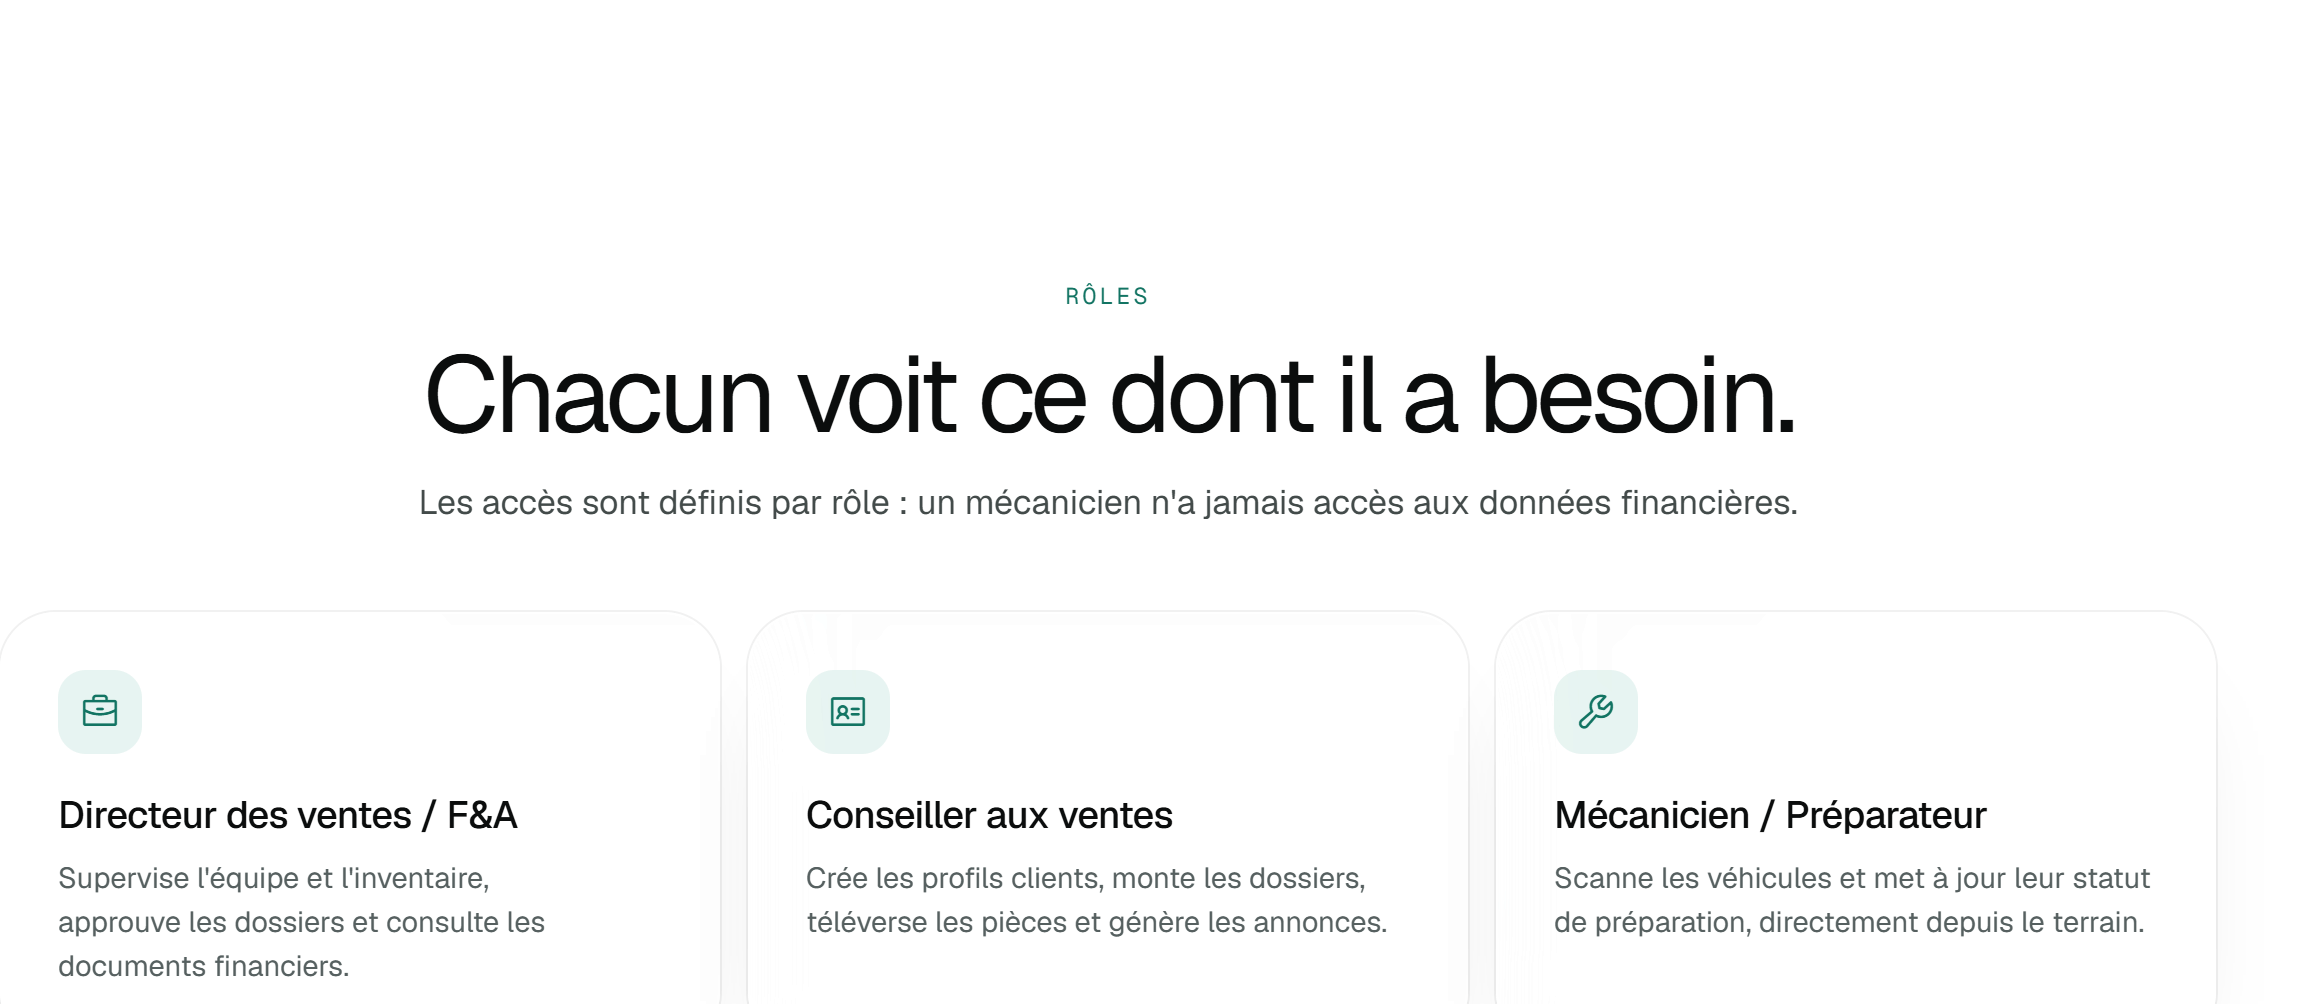 RÔLES
Chacun voit ce dont il a besoin.
Les accès sont définis par rôle : un mécanicien n'a jamais accès aux données financières.
Directeur des ventes / F&A
Supervise l'équipe et l'inventaire,
approuve les dossiers et consulte les
documents financiers.
Conseiller aux ventes
Crée les profils clients, monte les dossiers,
téléverse les pièces et génère les annonces.
Mécanicien / Préparateur
Scanne les véhicules et met à jour leur statut
de préparation, directement depuis le terrain.